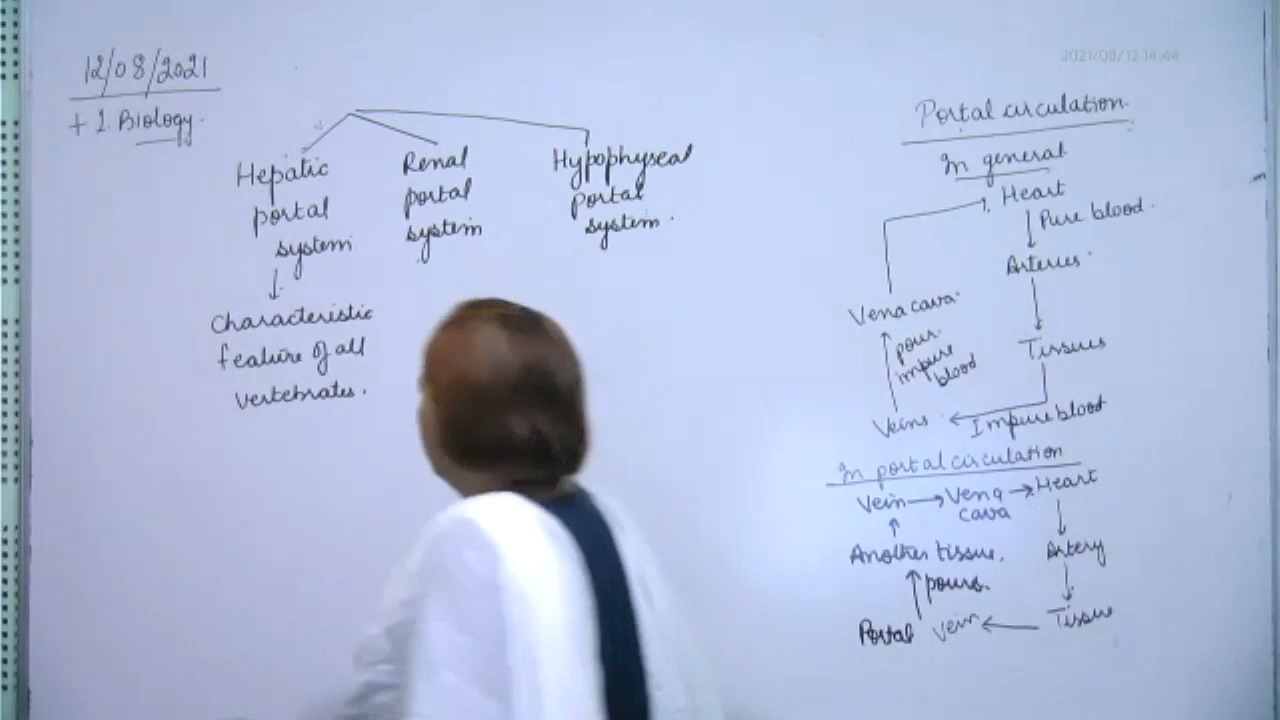 12/08/2021
+1 Biology.
Hepatic
portal
system
Characteristic
feature of all
vertebrates.
Renal
portal
system
Hypophyseal
portal
system.
2021/08/12 14:44
Portal circulation.
In general
Heart
Pure blood.
Arteries.
Tissues
Impure blood
Veins
pour
impure
blood
Vena cava.
In portal circulation
Vein → Vena → Heart
cava
Artery
Tissue
Portal vein
pours.
Another tissue.